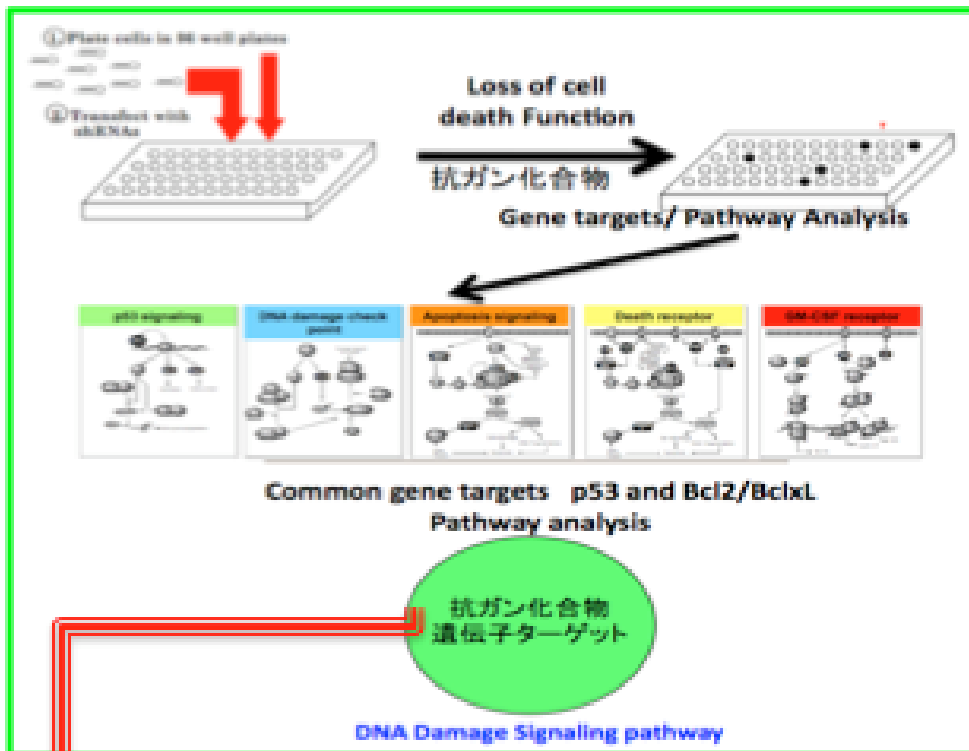 ① Plate cells in 96 well plates
② Transfect with
shRNAs
Loss of cell
death Function
抗ガン化合物
Gene targets/ Pathway Analysis
p53 signaling
DNA damage check
point
Apoptosis signaling
Death receptor
GM-CSF receptor
Common gene targets p53 and Bcl2/BclxL
Pathway analysis
抗ガン化合物
遺伝子ターゲット
DNA Damage Signaling pathway